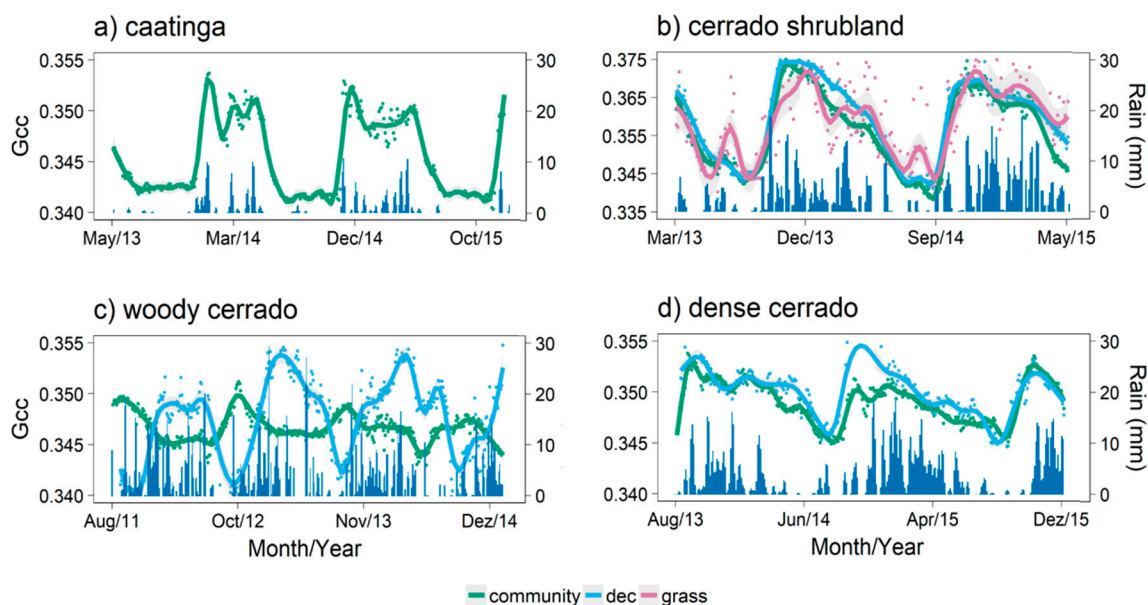 a) caatinga
b) cerrado shrubland
0.355
0.350
0.345
0.340
Gcc
30
20
10
0
May/13
Mar/14
Dec/14
Oct/15
0.375
0.365
0.355
0.345
0.335
30
20
10
0
Rain (mm)
Mar/13
Dec/13
Sep/14
May/15
c) woody cerrado
d) dense cerrado
0.355
0.350
0.345
0.340
Gcc
30
20
10
0
Aug/11
Oct/12
Nov/13
Dez/14
Month/Year
0.355
0.350
0.345
0.340
30
20
10
0
Rain (mm)
Aug/13
Jun/14
Apr/15
Dez/15
Month/Year
community dec grass